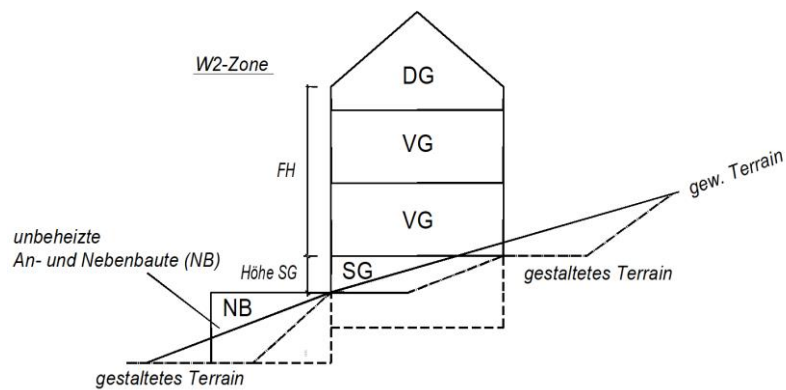 W2-Zone
DG
VG
FH
gew. Terrain
VG
unbeheizte
An- und Nebenbaute (NB)
Höhe SG
SG
gestaltetes Terrain
NB
gestaltetes Terrain